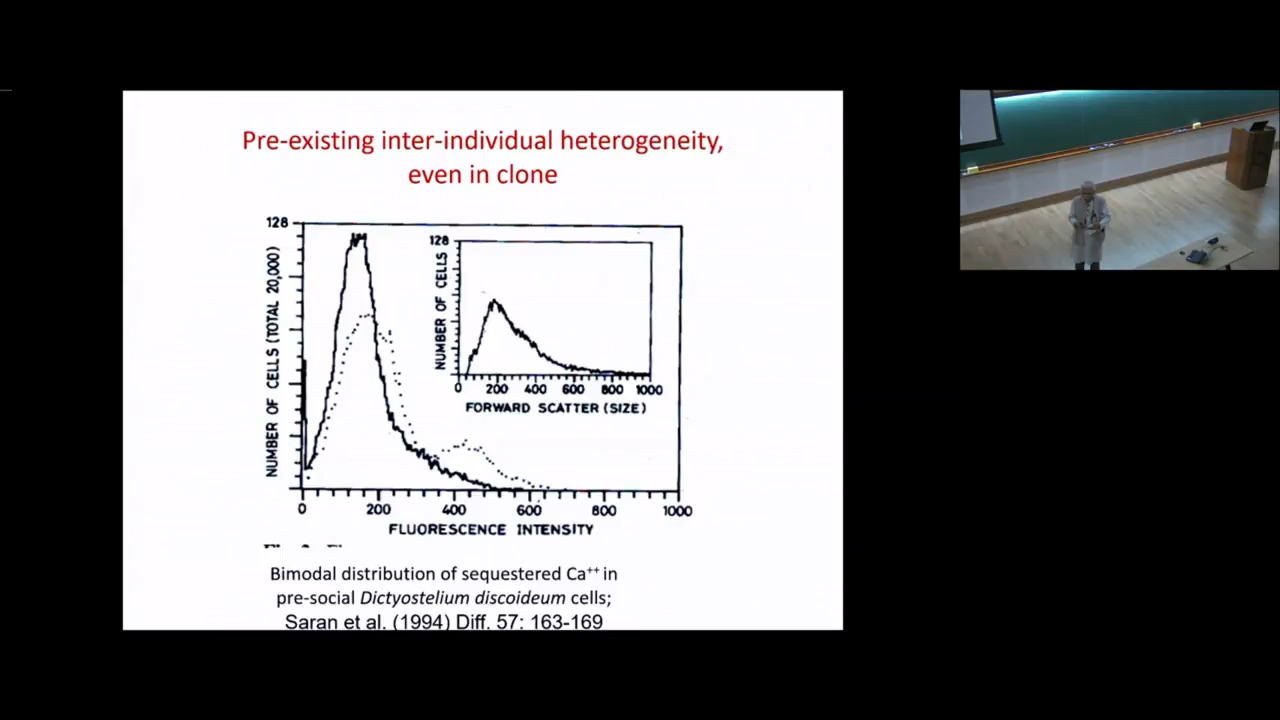 Pre-existing inter-individual heterogeneity,
even in clone
128
NUMBER OF CELLS (TOTAL 20,000)
0
200
400
600
800
1000
FLUORESCENCE INTENSITY
128
NUMBER OF CELLS
0
200
400
600
800
1000
FORWARD SCATTER (SIZE)
Bimodal distribution of sequestered Ca⁺⁺ in
pre-social Dictyostelium discoideum cells;
Saran et al. (1994) Diff. 57: 163-169